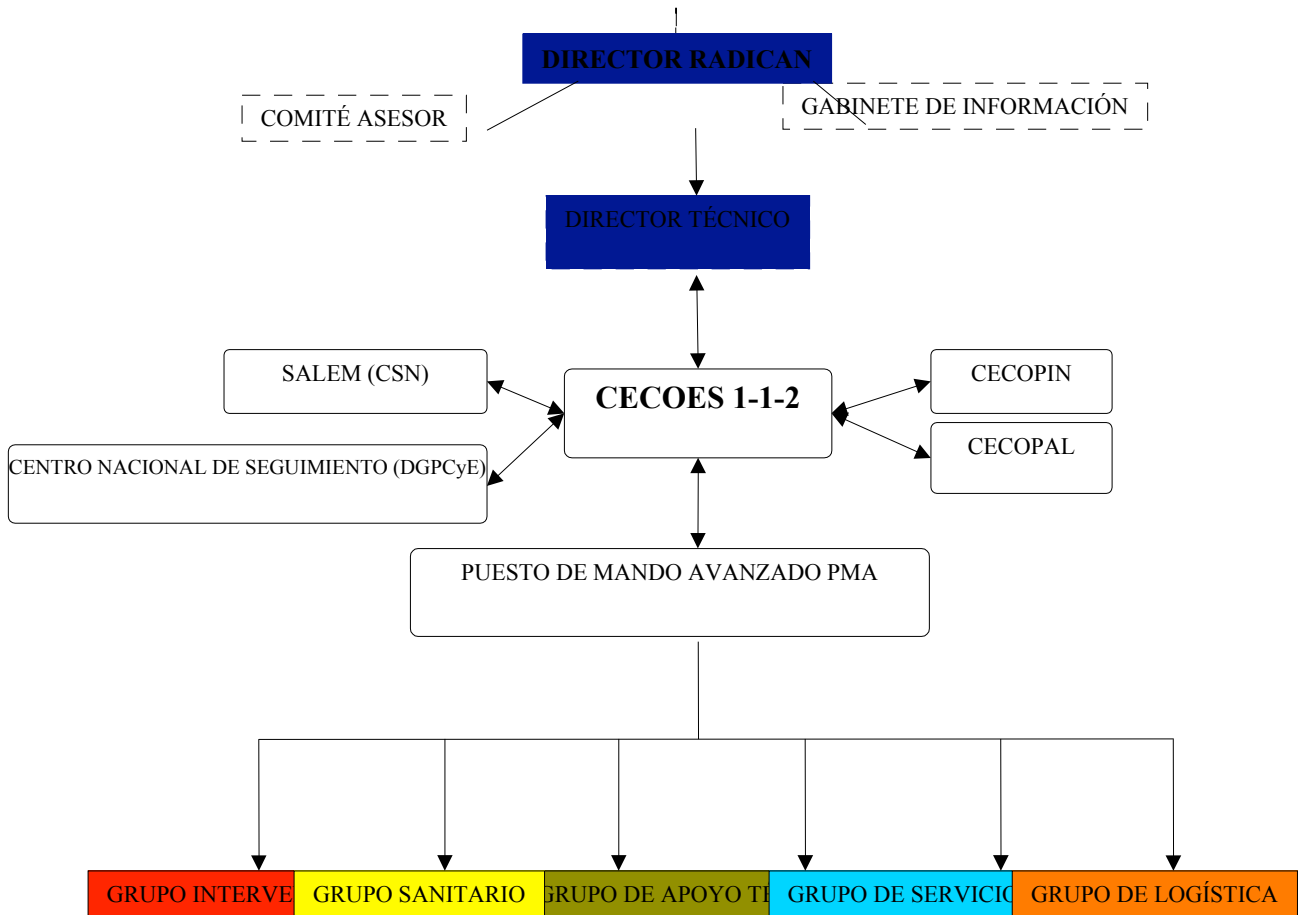 DIRECTOR RADICAN
COMITÉ ASESOR
GABINETE DE INFORMACIÓN
DIRECTOR TÉCNICO
SALEM (CSN)
CECOES 1-1-2
CECOPIN
CENTRO NACIONAL DE SEGUIMIENTO (DGPCyE)
CECOPAL
PUESTO DE MANDO AVANZADO PMA
GRUPO INTERVE
GRUPO SANITARIO
GRUPO DE APOYO TÉ
GRUPO DE SERVICIO
GRUPO DE LOGÍSTICA